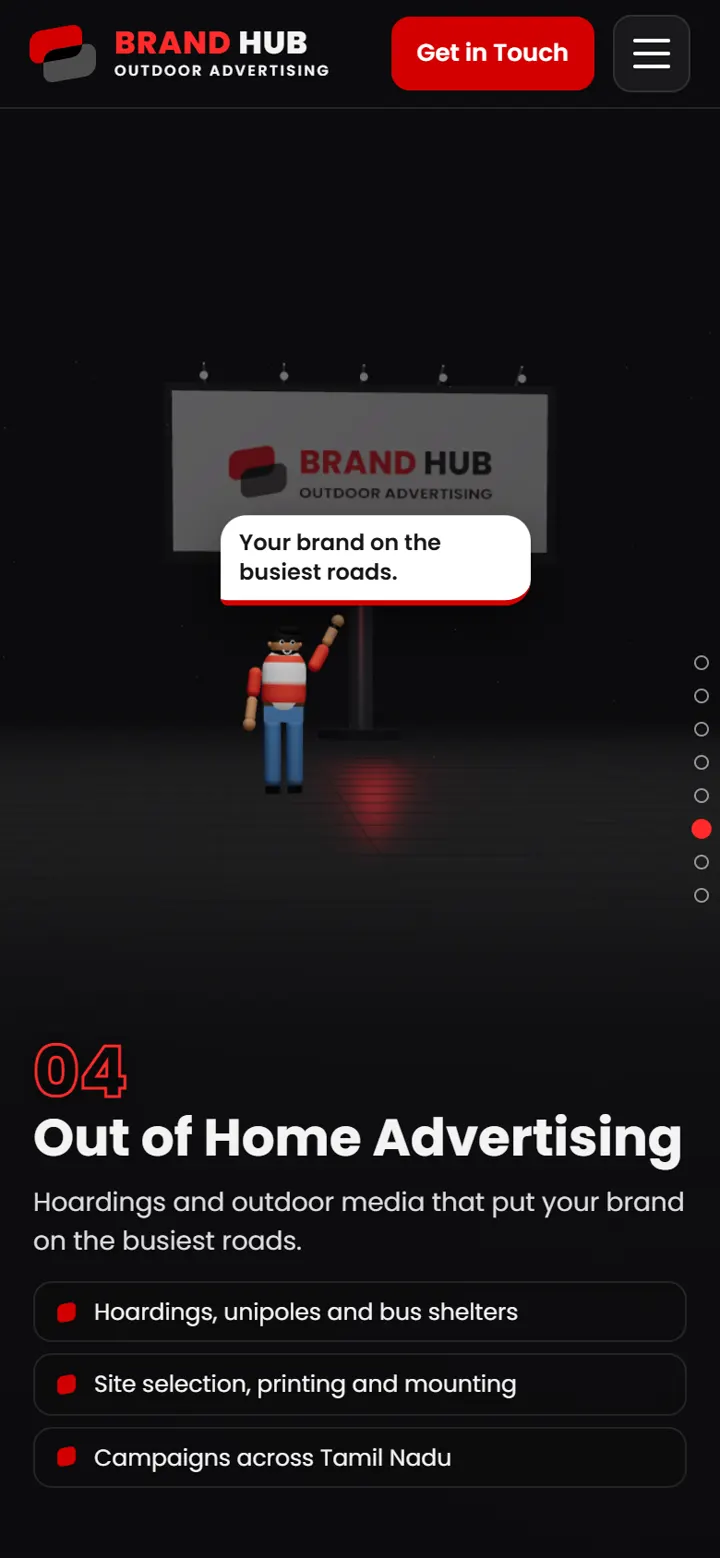 BRAND HUB
OUTDOOR ADVERTISING
Get in Touch
BRAND HUB
OUTDOOR ADVERTISING
Your brand on the
busiest roads.
04
Out of Home Advertising
Hoardings and outdoor media that put your brand
on the busiest roads.
Hoardings, unipoles and bus shelters
Site selection, printing and mounting
Campaigns across Tamil Nadu